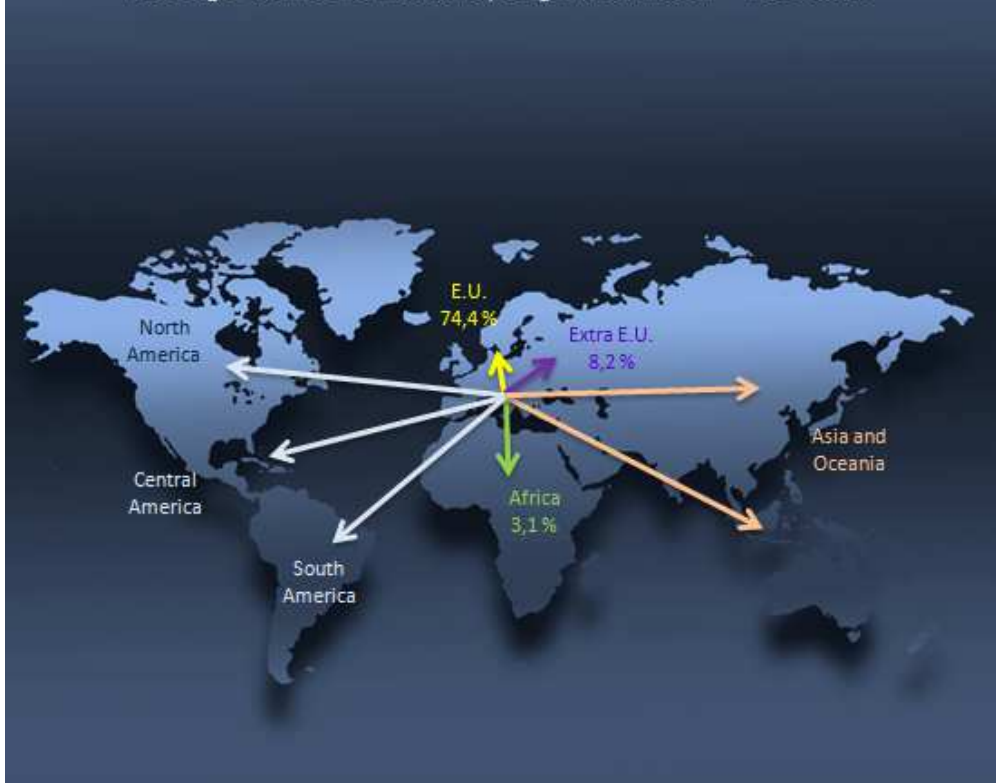 E.U.
74,4%
Extra E.U.
8,2%
North
America
Asia and
Oceania
Central
America
Africa
3,1%
South
America